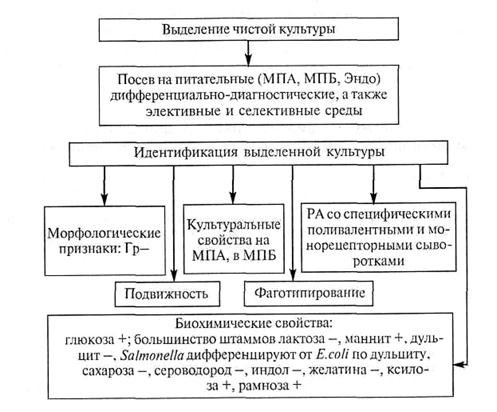 Выделение чистой культуры
Посев на питательные (МПА, МПБ, Эндо)
дифференциально-диагностические, а также
элективные и селективные среды
Идентификация выделенной культуры
Морфологические
признаки: Гр–
Культуральные
свойства на
МПА, в МПБ
РА со специфическими
поливалентными и мо-
норецепторными сыво-
ротками
Подвижность
Фаготипирование
Биохимические свойства:
глюкоза +; большинство штаммов лактоза –, маннит +, дуль-
цит –, Salmonella дифференцируют от E.coli по дульциту,
сахароза –, сероводород –, индол –, желатина –, ксило-
за +, рамноза +